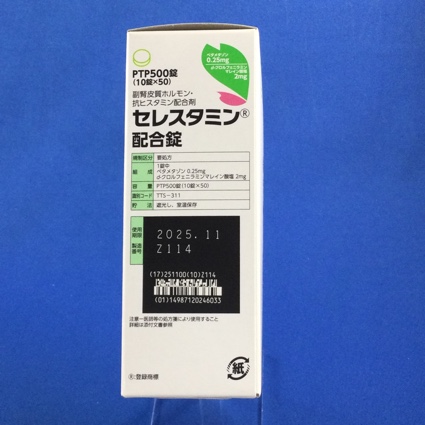 PTP500錠
(10錠×50)
ベタメタゾン
0.25mg
d-クロルフェニラミン
マレイン酸塩
2mg
副腎皮質ホルモン・
抗ヒスタミン配合剤
セレスタミン®
配合錠
規制区分 要処方
組成 1錠中
ベタメタゾン 0.25mg
d-クロルフェニラミンマレイン酸塩 2mg
容量 PTP500錠(10錠×50)
識別コード TTS-311
貯法 遮光し、室温保存
使用期限 2025.11
製造番号 Z114
(17)251100(10)Z114
(01)14987120246033
注意-医師等の処方箋により使用すること
詳細は添付文書参照
紙
®:登録商標